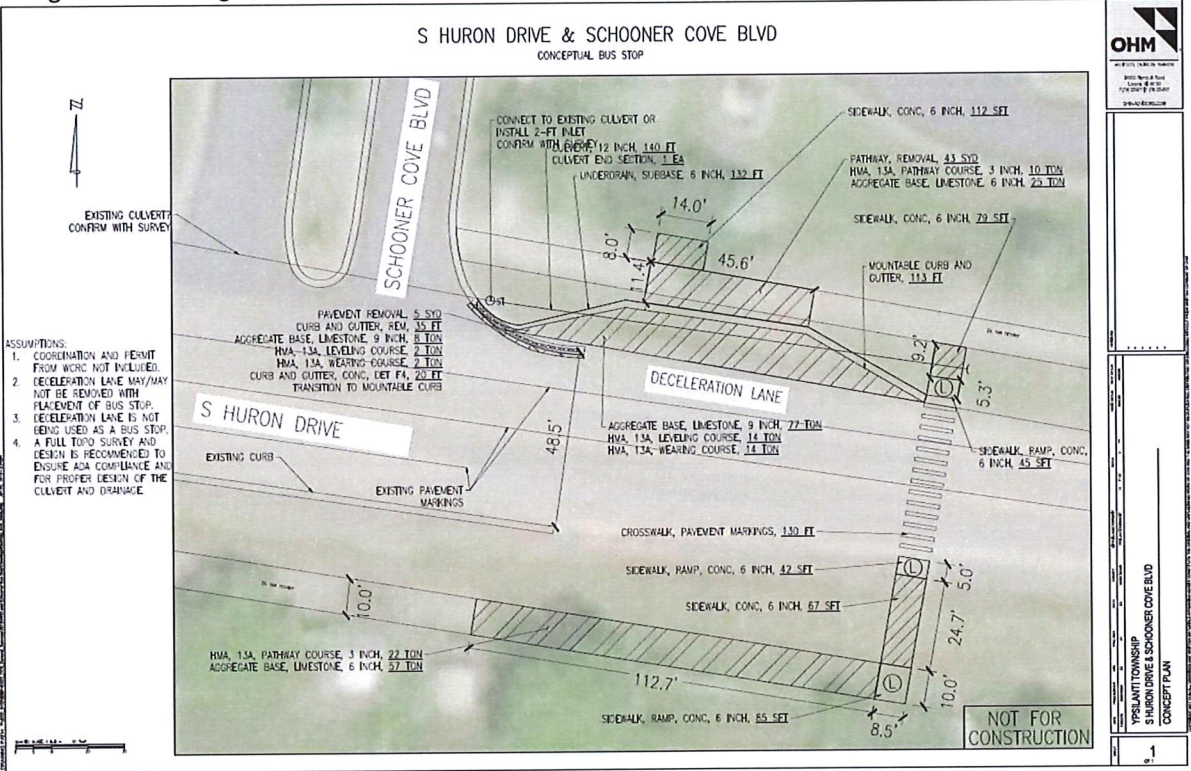 S HURON DRIVE & SCHOONER COVE BLVD
CONCEPTUAL BUS STOP
OHM
SCHOONER COVE BLVD
CONNECT TO EXISTING CULVERT OR
INSTALL 2-FT INLET
CONFIRM WITH SURVEY
CULVERT, 12 INCH, 140 FT
CULVERT END SECTION, 1 EA
UNDERDRAIN, SUBBASE 6 INCH, 132 FT
SIDEWALK, CONC, 6 INCH, 112 SFT
PATHWAY, REMOVAL, 43 SYD
HMA, 13A, PATHWAY COURSE, 3 INCH, 10 TON
AGGREGATE BASE, LIMESTONE, 6 INCH, 25 TON
SIDEWALK, CONC, 6 INCH, 79 SFT
14.0'
8.0'
11.4'
45.6'
EXISTING CULVERT?
CONFIRM WITH SURVEY
MOUNTABLE CURB AND
GUTTER, 113 FT
ST
PAVEMENT REMOVAL, 5 SYD
CURB AND GUTTER, REM, 35 FT
AGGREGATE BASE, LIMESTONE, 9 INCH, 8 TON
HMA, 13A, LEVELING COURSE, 2 TON
HMA, 13A, WEARING COURSE, 2 TON
CURB AND GUTTER, CONC, DET F4, 20 FT
TRANSITION TO MOUNTABLE CURB
ASSUMPTIONS:
1. COORDINATION AND PERMIT
FROM WCRC NOT INCLUDED.
2. DECELERATION LANE MAY/MAY
NOT BE REMOVED WITH
PLACEMENT OF BUS STOP.
3. DECELERATION LANE IS NOT
BEING USED AS A BUS STOP.
4. A FULL TOPO SURVEY AND
DESIGN IS RECOMMENDED TO
ENSURE ADA COMPLIANCE AND
FOR PROPER DESIGN OF THE
CULVERT AND DRAINAGE
9.2'
L
5.3'
DECELERATION LANE
S HURON DRIVE
48.5'
AGGREGATE BASE, LIMESTONE, 9 INCH, 77 TON
HMA, 13A, LEVELING COURSE, 14 TON
HMA, 13A, WEARING COURSE, 14 TON
SIDEWALK, RAMP, CONC,
6 INCH, 45 SFT
EXISTING CURB
EXISTING PAVEMENT
MARKINGS
CROSSWALK, PAVEMENT MARKINGS, 130 FT
SIDEWALK, RAMP, CONC, 6 INCH, 42 SFT
L
5.0'
SIDEWALK, CONC, 6 INCH, 67 SFT
24.7'
10.0'
HMA, 13A, PATHWAY COURSE, 3 INCH, 22 TON
AGGREGATE BASE, LIMESTONE, 6 INCH, 57 TON
112.7'
L
10.0'
SIDEWALK, RAMP, CONC, 6 INCH, 85 SFT
8.5'
NOT FOR
CONSTRUCTION
YPSILANTI TOWNSHIP
S HURON DRIVE & SCHOONER COVE BLVD
CONCEPT PLAN
1